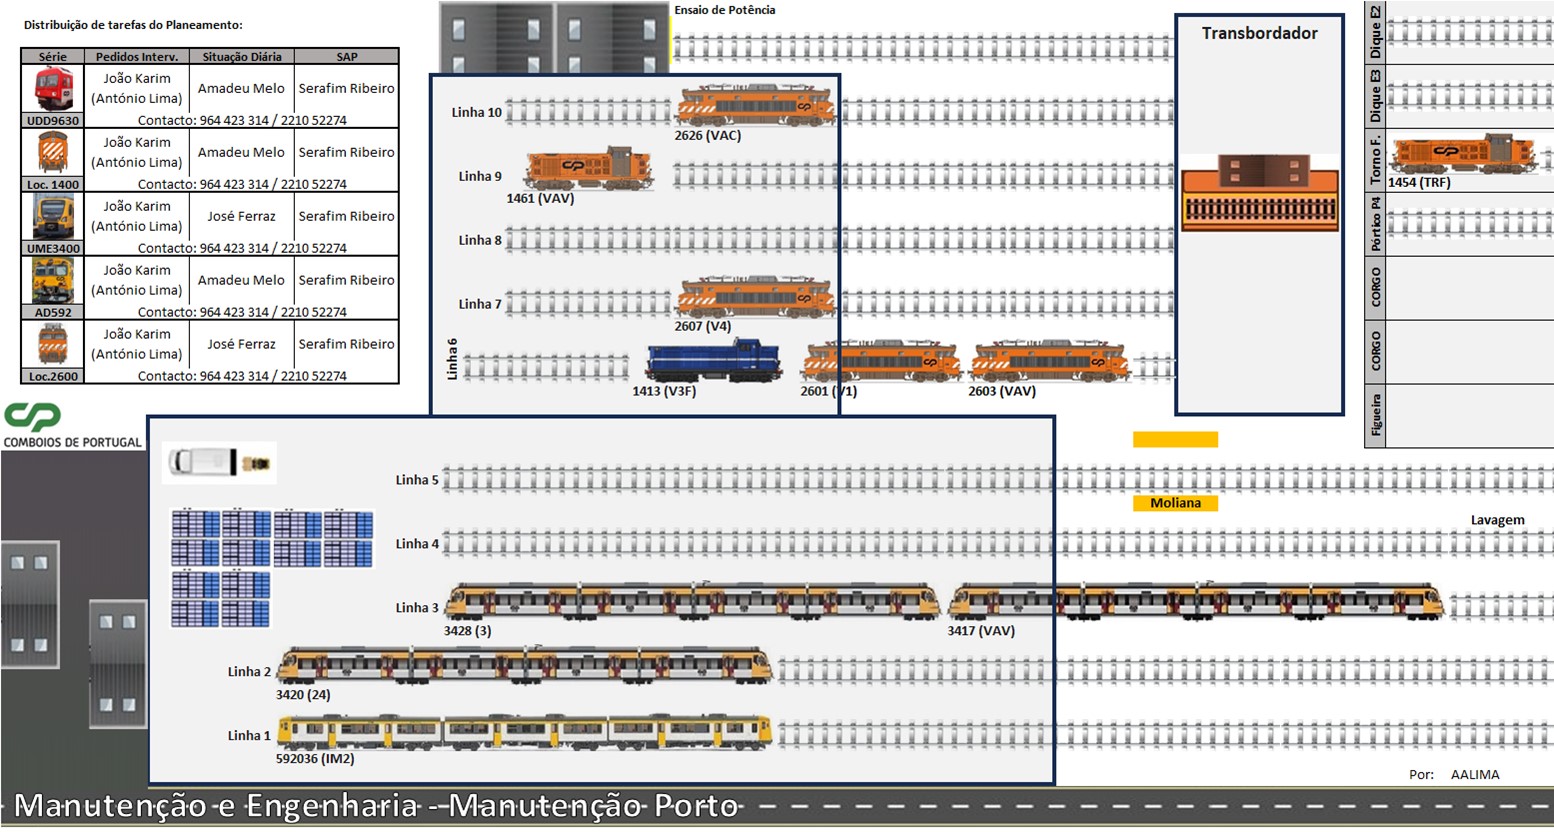 Distribuição de tarefas do Planeamento:
Série Pedidos Interv. Situação Diária SAP
João Karim
(António Lima) Amadeu Melo Serafim Ribeiro
UDD9630 Contacto: 964 423 314 / 2210 52274
João Karim
(António Lima) Amadeu Melo Serafim Ribeiro
Loc. 1400 Contacto: 964 423 314 / 2210 52274
João Karim
(António Lima) José Ferraz Serafim Ribeiro
UME3400 Contacto: 964 423 314 / 2210 52274
João Karim
(António Lima) Amadeu Melo Serafim Ribeiro
AD592 Contacto: 964 423 314 / 2210 52274
João Karim
(António Lima) José Ferraz Serafim Ribeiro
Loc.2600 Contacto: 964 423 314 / 2210 52274
CP
COMBOIOS DE PORTUGAL
Ensaio de Potência
Linha 10
2626 (VAC)
Linha 9
1461 (VAV)
Linha 8
Linha 7
2607 (V4)
Linha 6
1413 (V3F)
2601 (V1)
2603 (VAV)
Transbordador
Dique E2
Dique E3
Torno F.
1454 (TRF)
Pórtico P4
CORGO
CORGO
Figueira
Linha 5
Moliana
Lavagem
Linha 4
Linha 3
3428 (3)
3417 (VAV)
Linha 2
3420 (24)
Linha 1
592036 (IM2)
Por: AALIMA
Manutenção e Engenharia - Manutenção Porto